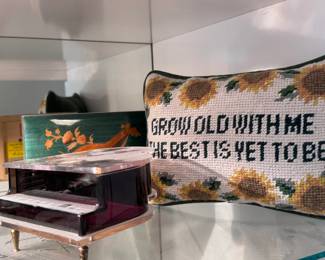 GROW OLD WITH ME
THE BEST IS YET TO BE